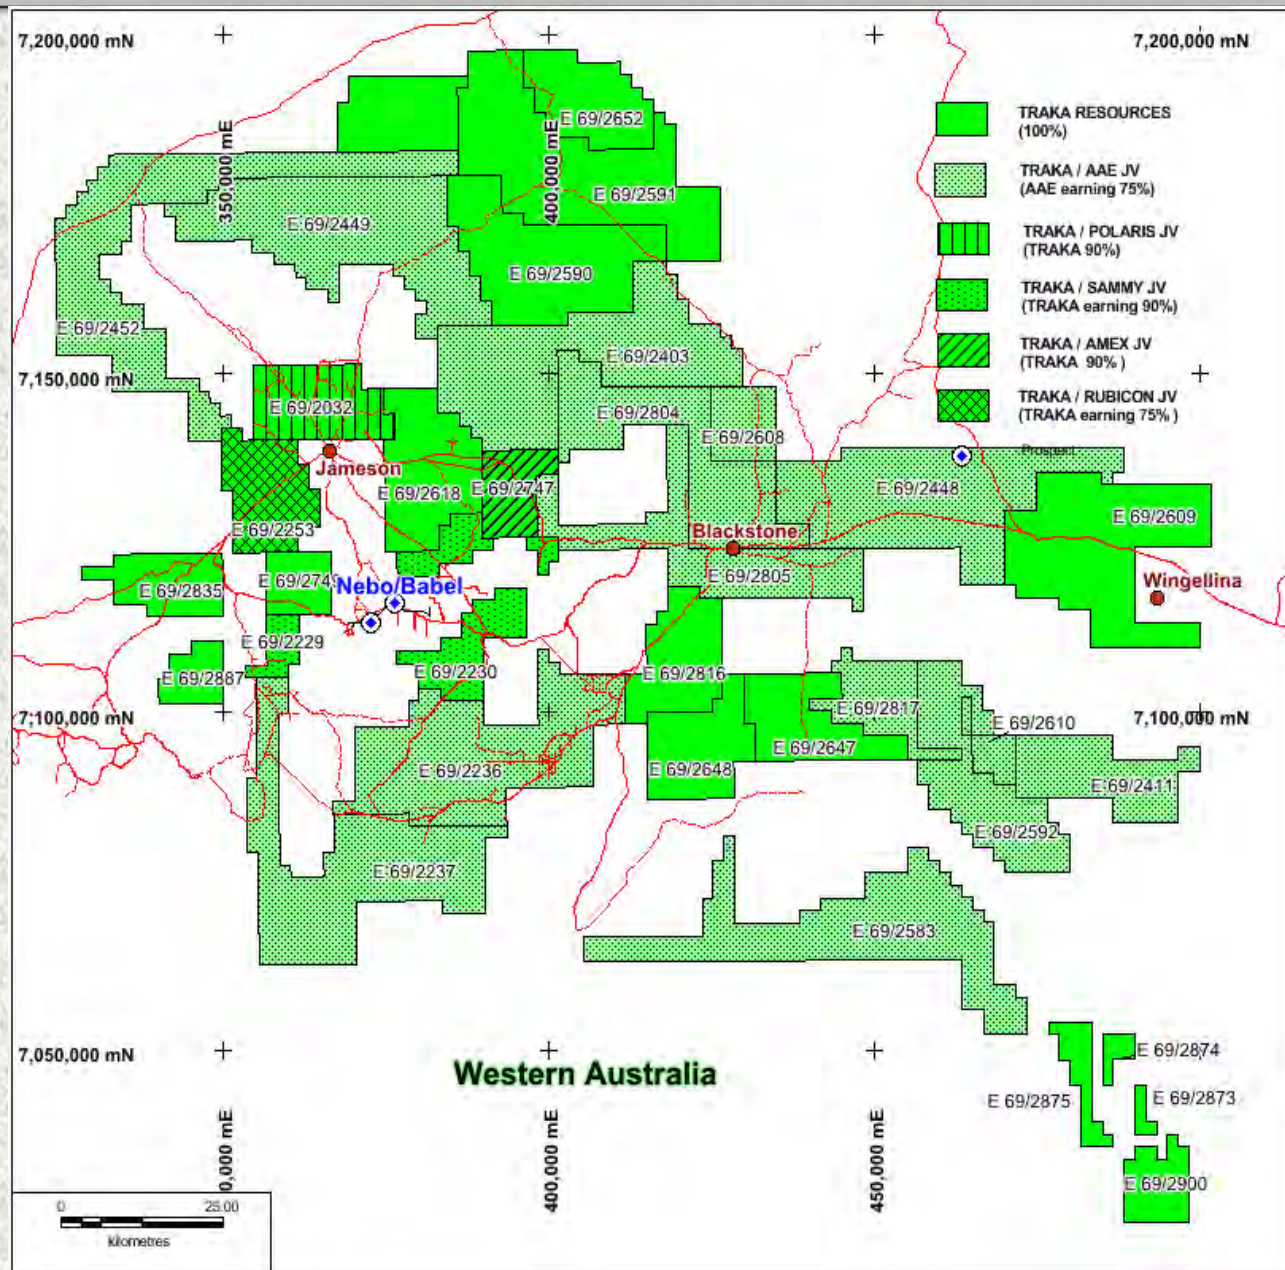 7,200,000 mN
7,200,000 mN
TRAKA RESOURCES
(100%)
E 69/2652
350,000 mE
400,000 mE
TRAKA / AAE JV
(AAE earning 75%)
E 69/2591
E 69/2449
TRAKA / POLARIS JV
(TRAKA 90%)
E 69/2590
TRAKA / SAMMY JV
(TRAKA earning 90%)
E 69/2452
TRAKA / AMEX JV
(TRAKA 90% )
E 69/2403
7,150,000 mN
TRAKA / RUBICON JV
(TRAKA earning 75% )
E 69/2032
E 69/2804
E 69/2608
Prospect
Jameson
E 69/2618
E 69/2747
E 69/2448
E 69/2609
E 69/2253
Blackstone
E 69/2805
Wingellina
E 69/2835
E 69/274
Nebo/Babel
E 69/2229
E 69/2887
E 69/2230
E 69/2816
E 69/2817
7,100,000 mN
E 69/2610
7,100,000 mN
E 69/2647
E 69/2236
E 69/2648
E 69/2411
E 69/2592
E 69/2237
E 69/2583
7,050,000 mN
E 69/2874
Western Australia
E 69/2875
E 69/2873
0,000 mE
400,000 mE
450,000 mE
E 69/2900
0
25.00
kilometres